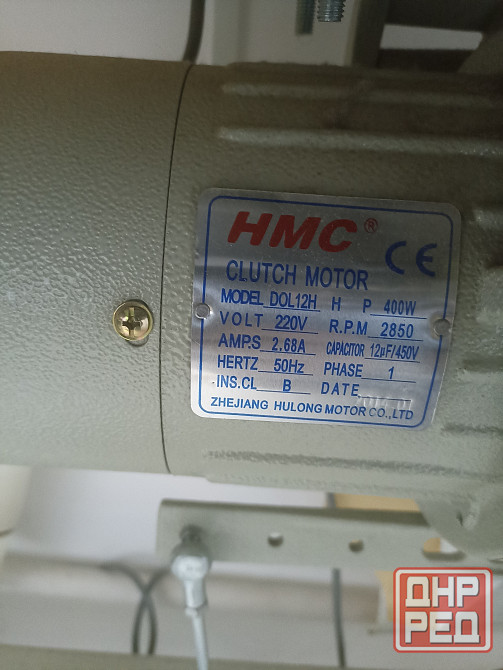 HMC® CE
CLUTCH MOTOR
MODEL DOL12H H P 400W
VOLT 220V R.P.M 2850
AMP.S 2.68A CAPACITOR 12μF/450V
HERTZ 50Hz PHASE 1
INS.CL B DATE
ZHEJIANG HULONG MOTOR CO.,LTD
ДНР
РЕД